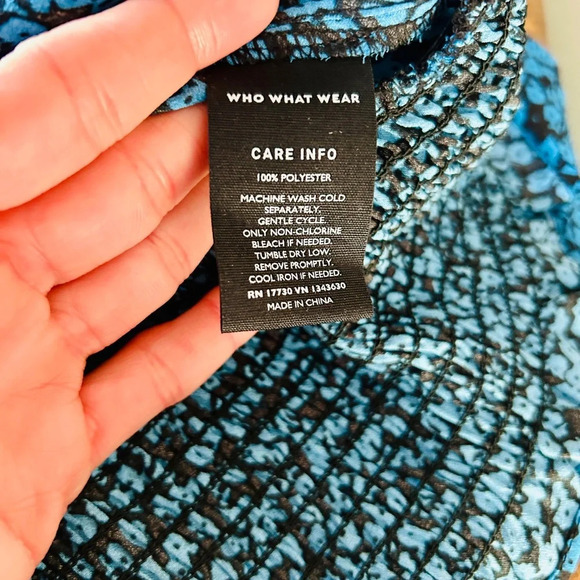 WHO WHAT WEAR
CARE INFO
100% POLYESTER
MACHINE WASH COLD
SEPARATELY.
GENTLE CYCLE.
ONLY NON-CHLORINE
BLEACH IF NEEDED.
TUMBLE DRY LOW.
REMOVE PROMPTLY.
COOL IRON IF NEEDED.
RN 17730 VN 1343630
MADE IN CHINA